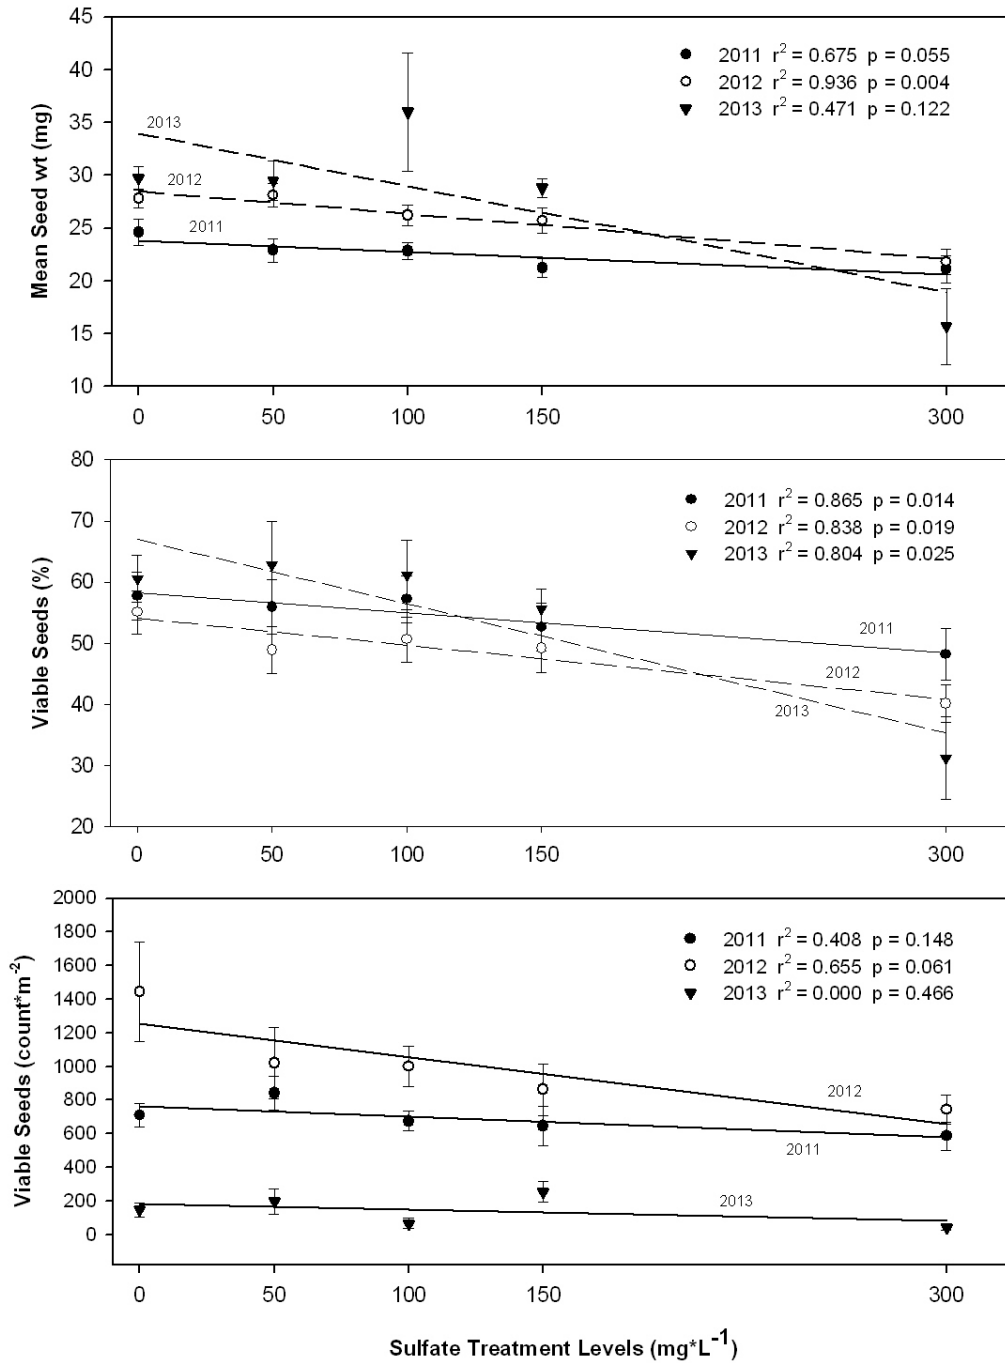 45
40
35
30
25
20
15
10
Mean Seed wt (mg)
● 2011 r² = 0.675 p = 0.055
○ 2012 r² = 0.936 p = 0.004
▼ 2013 r² = 0.471 p = 0.122
2013
2012
2011
0 50 100 150 300
80
70
60
50
40
30
20
Viable Seeds (%)
● 2011 r² = 0.865 p = 0.014
○ 2012 r² = 0.838 p = 0.019
▼ 2013 r² = 0.804 p = 0.025
2011
2012
2013
0 50 100 150 300
2000
1800
1600
1400
1200
1000
800
600
400
200
0
Viable Seeds (count*m⁻²)
● 2011 r² = 0.408 p = 0.148
○ 2012 r² = 0.655 p = 0.061
▼ 2013 r² = 0.000 p = 0.466
2012
2011
2013
0 50 100 150 300
Sulfate Treatment Levels (mg*L⁻¹)